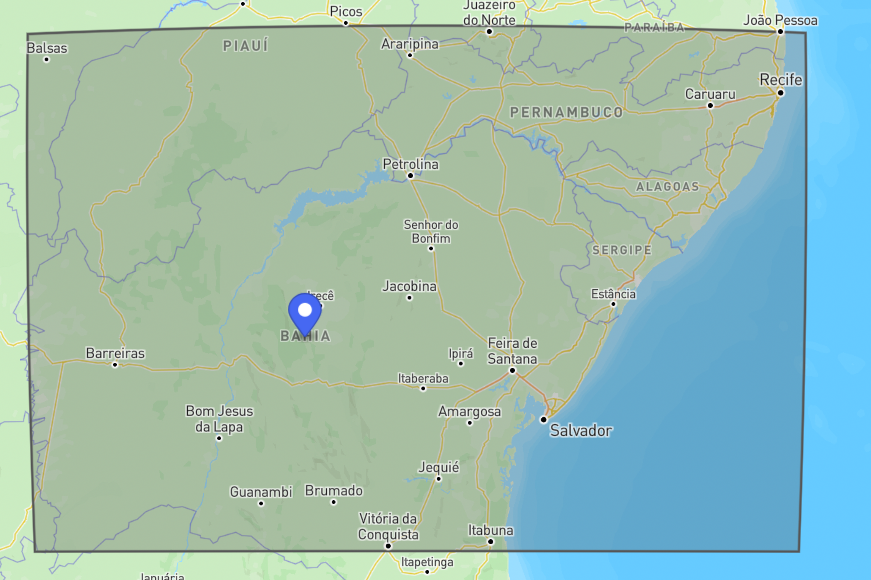 Picos
Juazeiro
do Norte
João Pessoa
PARAÍBA
Balsas
PIAUÍ
Araripina
Recife
Caruaru
PERNAMBUCO
Petrolina
ALAGOAS
Senhor do
Bonfim
SERGIPE
Jacobina
Irecê
Estância
BAHIA
Barreiras
Ipirá
Feira de
Santana
Itaberaba
Bom Jesus
da Lapa
Amargosa
Salvador
Jequié
Guanambi
Brumado
Vitória da
Conquista
Itabuna
Itapetinga
Januária